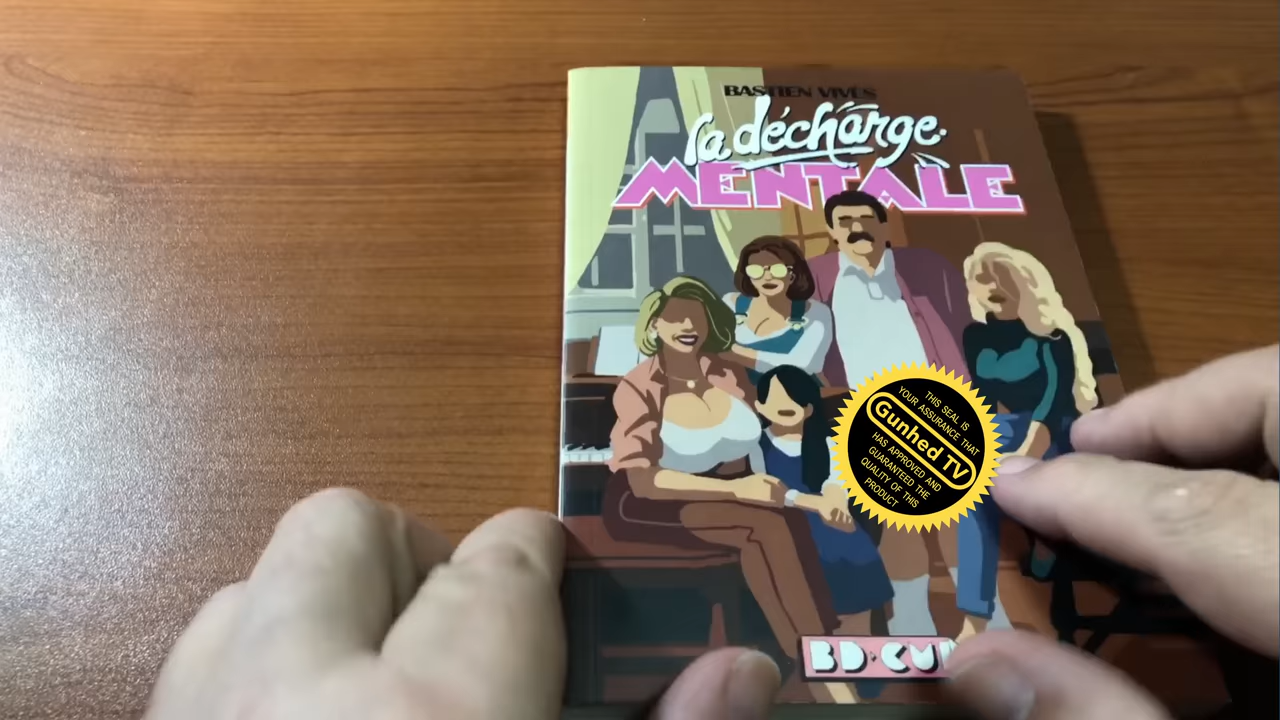 BASTIEN VIVÈS
la décharge
MENTALE
THIS SEAL IS
YOUR ASSURANCE THAT
Gunhed TV
HAS APPROVED AND
GUARANTEED THE
QUALITY OF THIS
PRODUCT
BD·CUL